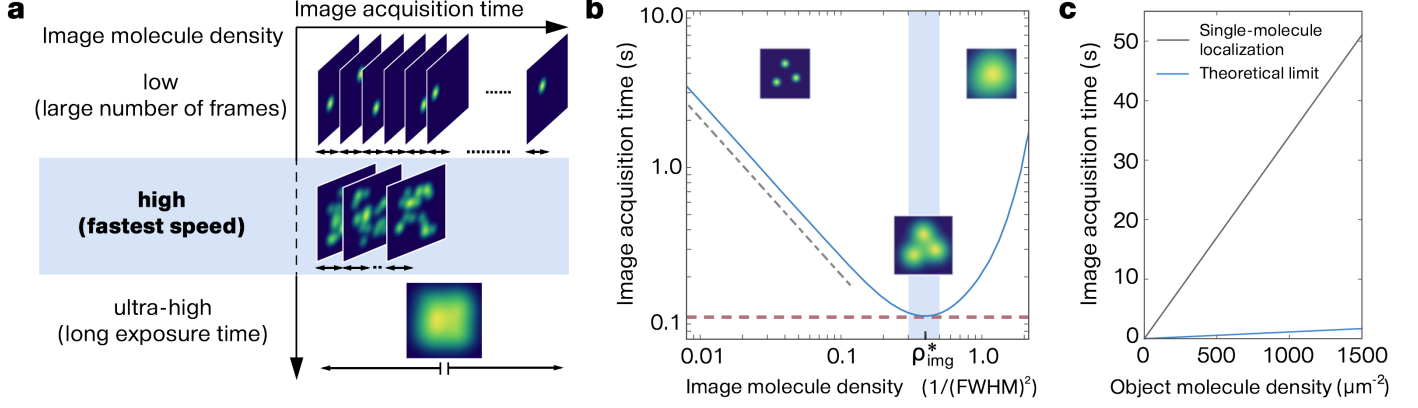 a
Image acquisition time
Image molecule density
low
(large number of frames)
high
(fastest speed)
ultra-high
(long exposure time)
b
Image acquisition time (s)
10.0
1.0
0.1
0.01
0.1
ρ*img
1.0
Image molecule density (1/(FWHM)²)
c
Image acquisition time (s)
50
40
30
20
10
0
Single-molecule
localization
Theoretical limit
0
500
1000
1500
Object molecule density (μm⁻²)